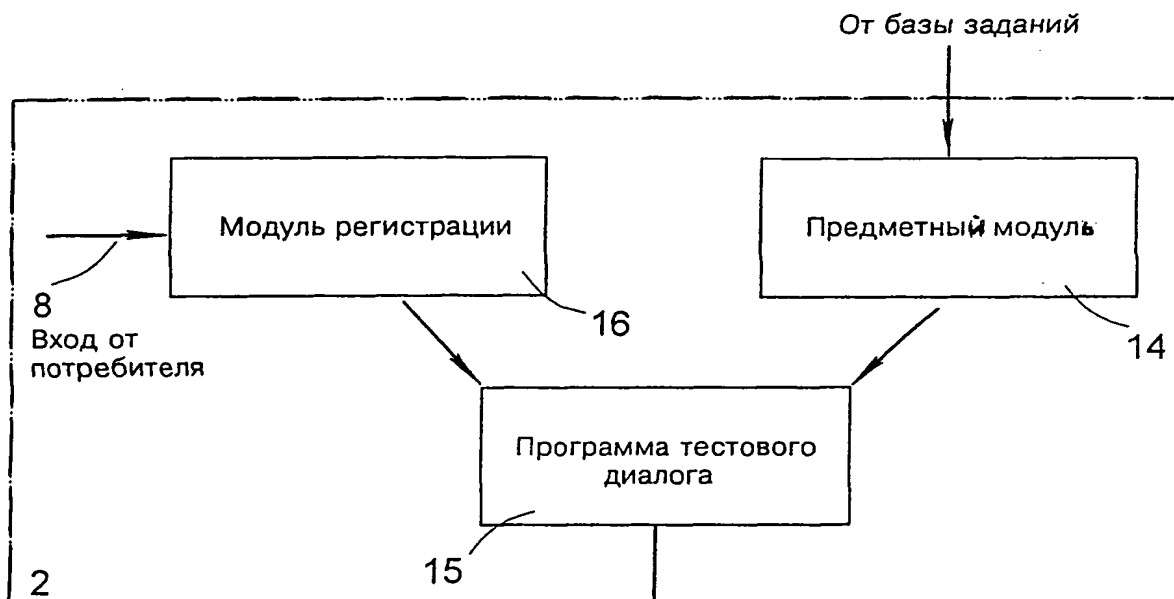 От базы заданий
Модуль регистрации
Предметный модуль
8
Вход от
потребителя
16
14
Программа тестового
диалога
15
2